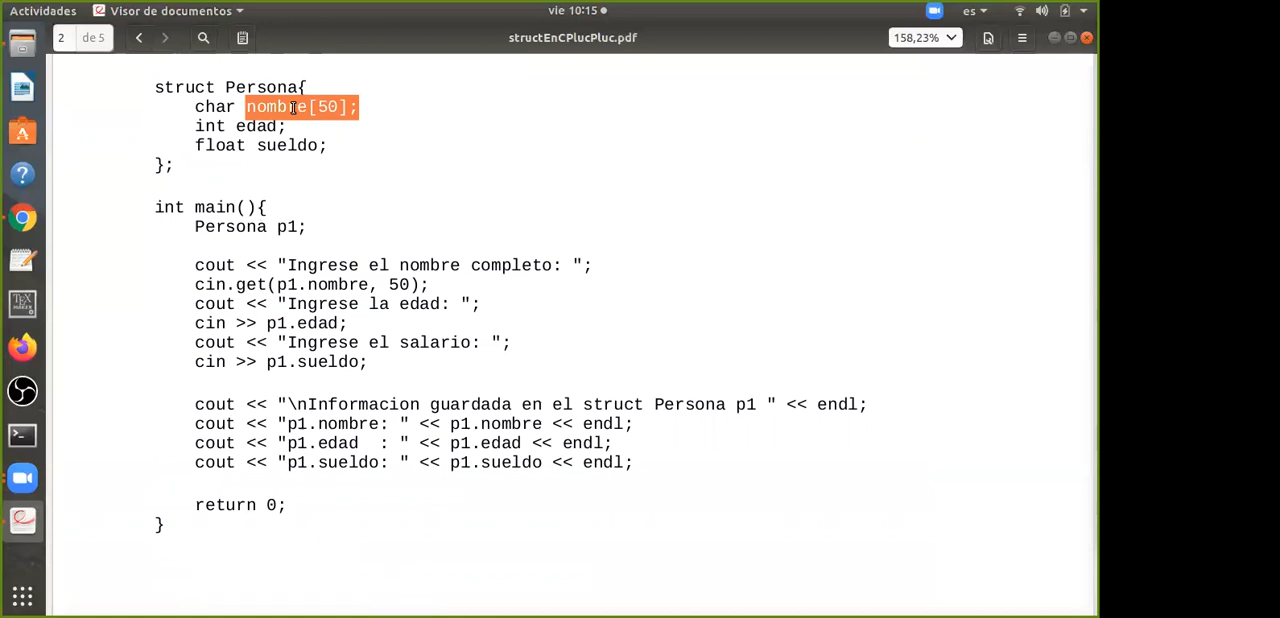 Actividades Visor de documentos vie 10:15 es
2 de 5 structEnCPlucPluc.pdf 158,23%
struct Persona{
char nombre[50];
int edad;
float sueldo;
};
int main(){
Persona p1;
cout << "Ingrese el nombre completo: ";
cin.get(p1.nombre, 50);
cout << "Ingrese la edad: ";
cin >> p1.edad;
cout << "Ingrese el salario: ";
cin >> p1.sueldo;
cout << "\nInformacion guardada en el struct Persona p1 " << endl;
cout << "p1.nombre: " << p1.nombre << endl;
cout << "p1.edad  : " << p1.edad << endl;
cout << "p1.sueldo: " << p1.sueldo << endl;
return 0;
}